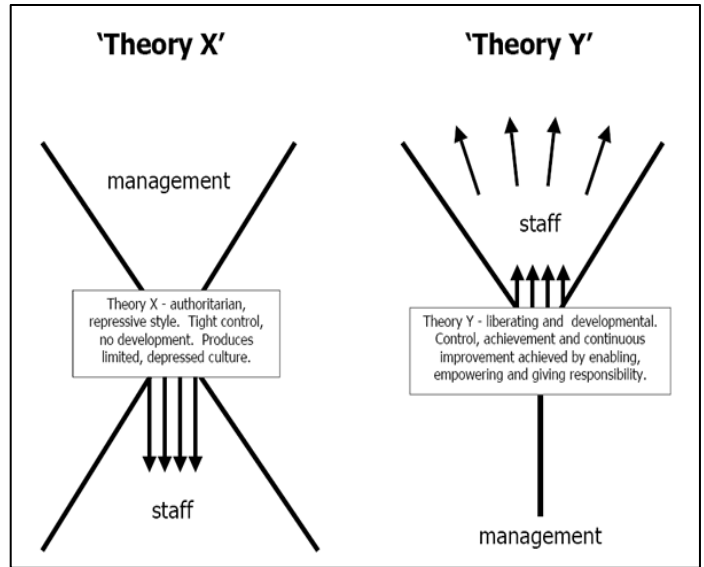 ‘Theory X’
management
Theory X - authoritarian,
repressive style.  Tight control,
no development.  Produces
limited, depressed culture.
staff
‘Theory Y’
staff
Theory Y - liberating and  developmental.
Control, achievement and continuous
improvement achieved by enabling,
empowering and giving responsibility.
management